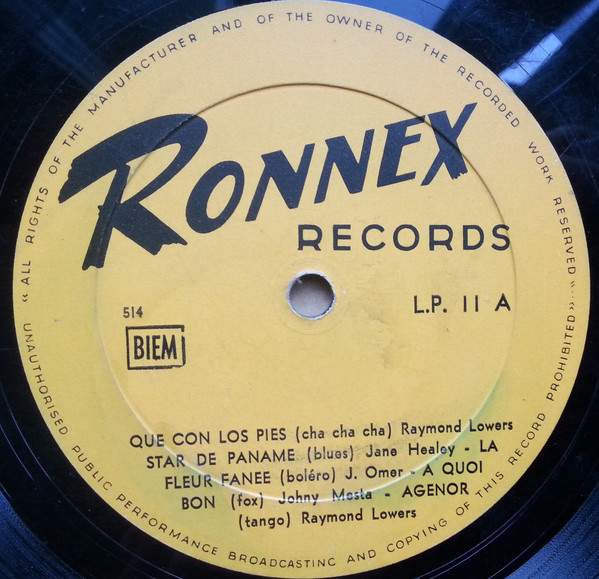 « ALL RIGHTS OF THE MANUFACTURER AND OF THE OWNER OF THE RECORDED WORK RESERVED »
RONNEX
RECORDS
514
L.P. 11 A
BIEM
QUE CON LOS PIES (cha cha cha) Raymond Lowers
STAR DE PANAME (blues) Jane Healey - LA
FLEUR FANEE (boléro) J. Omer - A QUOI
BON (fox) Johny Mesta - AGENOR
(tango) Raymond Lowers
UNAUTHORISED PUBLIC PERFORMANCE BROADCASTING AND COPYING OF THIS RECORD PROHIBITED »